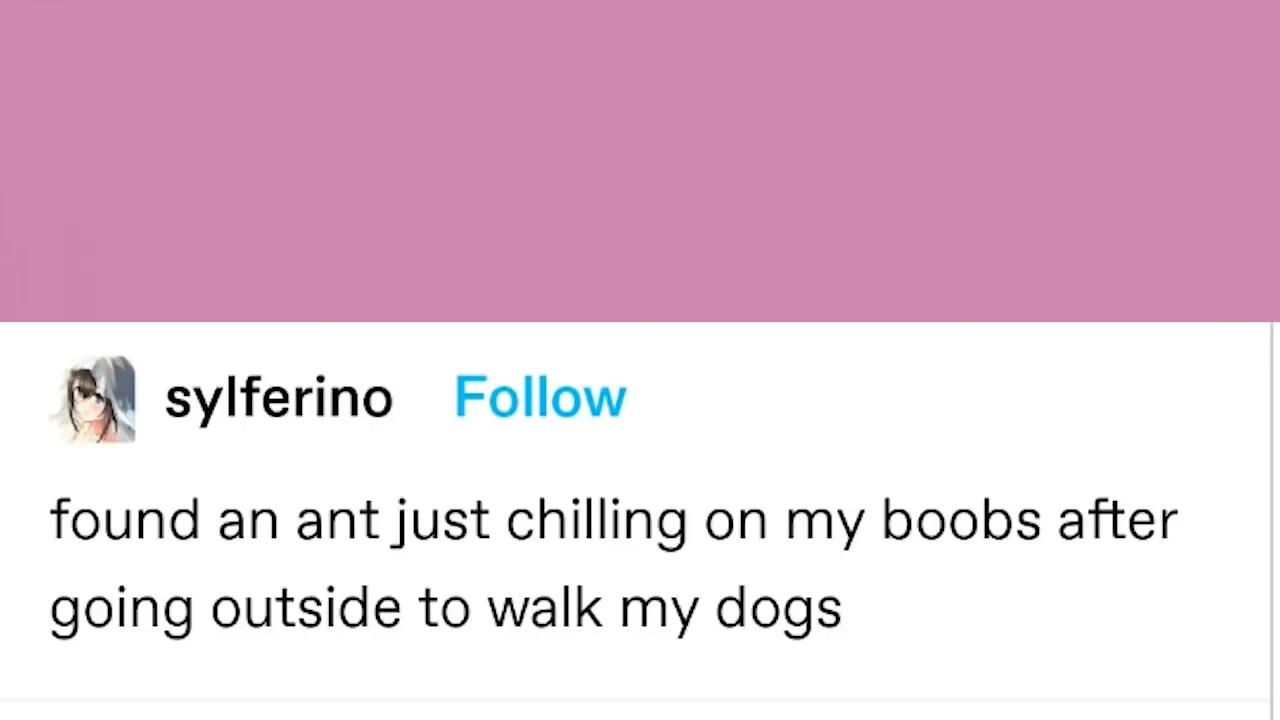 sylferino Follow
found an ant just chilling on my boobs after
going outside to walk my dogs